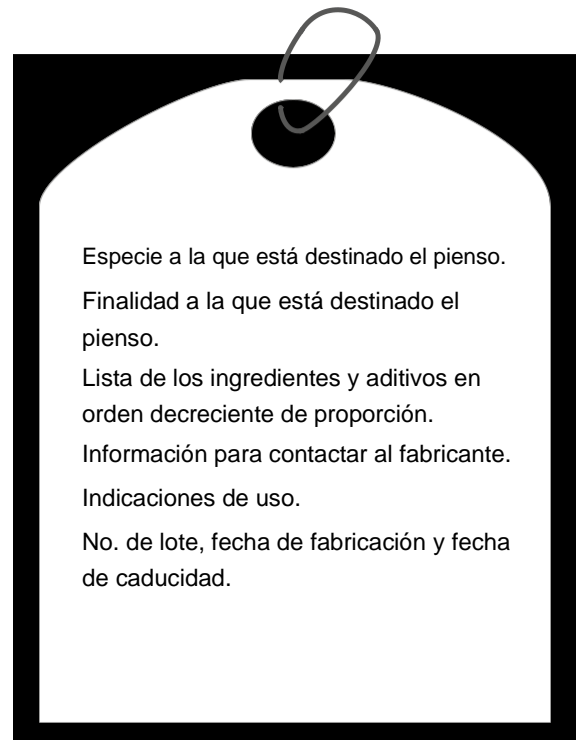 Especie a la que está destinado el pienso.
Finalidad a la que está destinado el
pienso.
Lista de los ingredientes y aditivos en
orden decreciente de proporción.
Información para contactar al fabricante.
Indicaciones de uso.
No. de lote, fecha de fabricación y fecha
de caducidad.